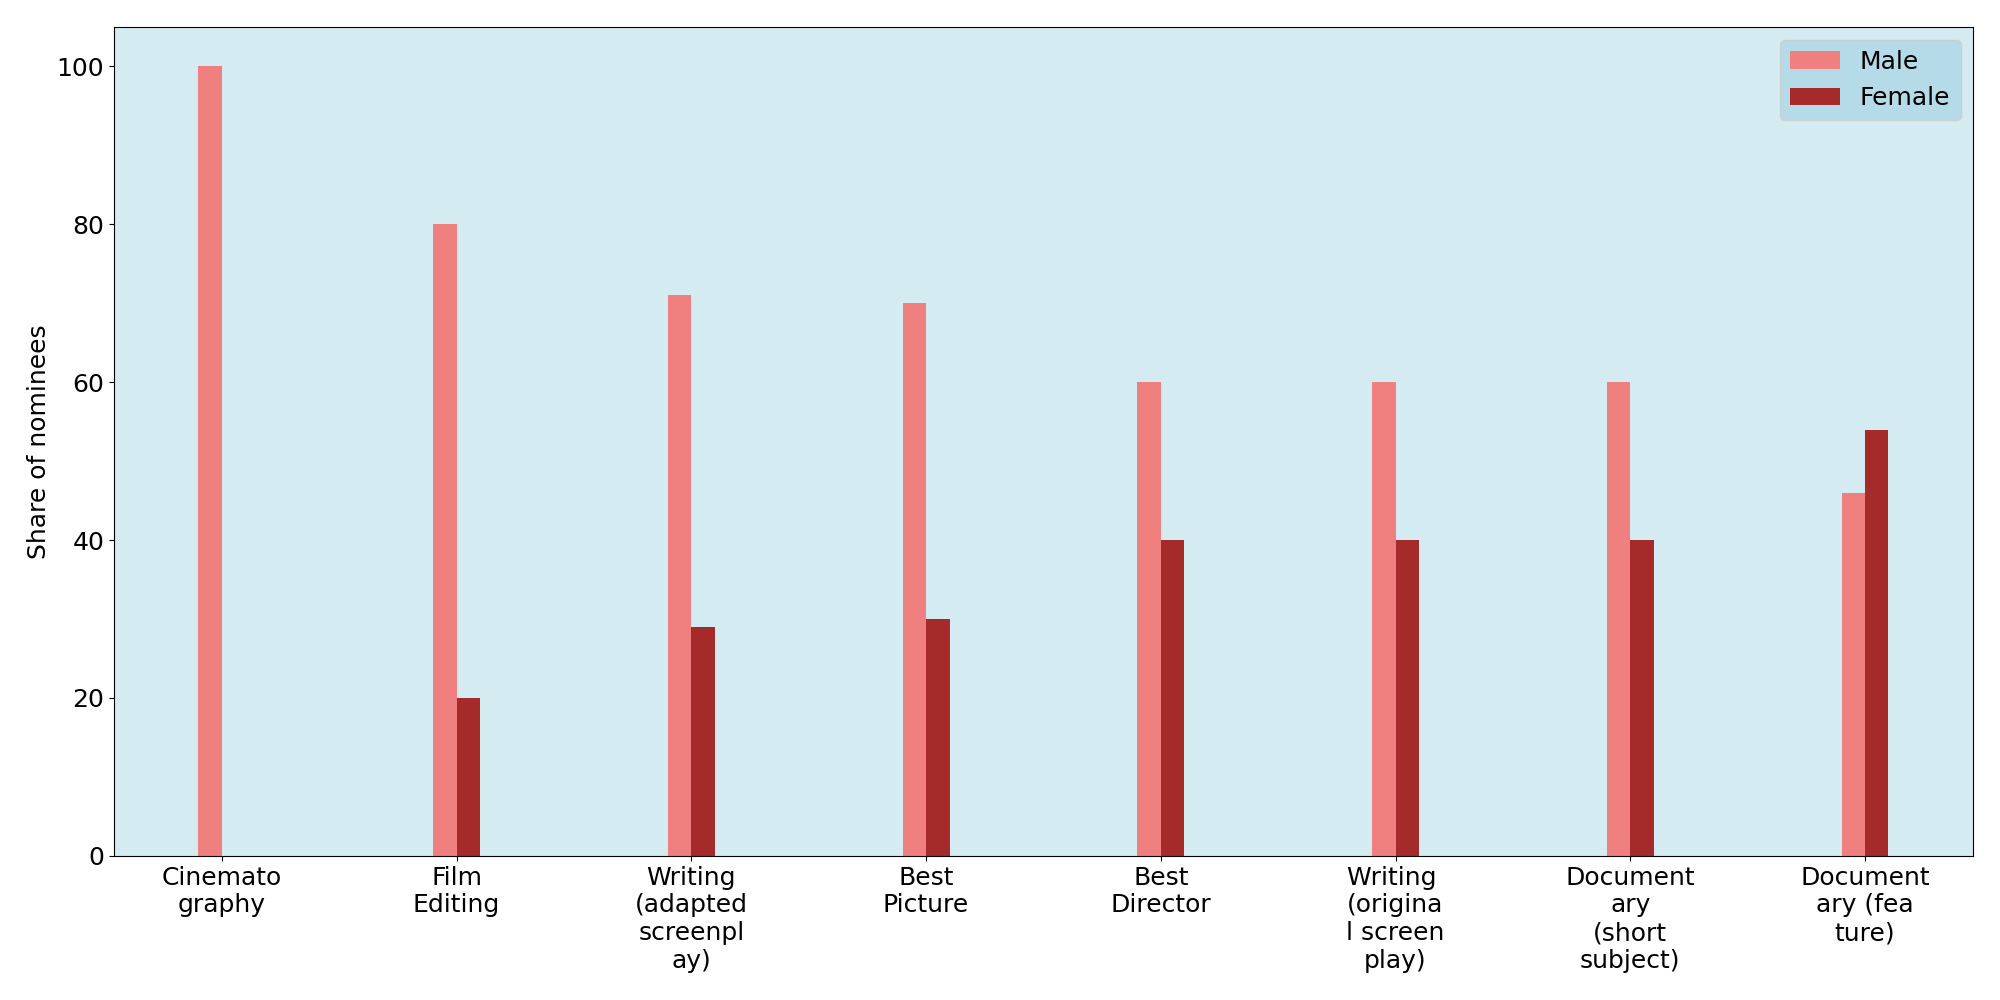 Male
Female
Share of nominees
100
80
60
40
20
0
Cinemato
graphy
Film
Editing
Writing
(adapted
screenpl
ay)
Best
Picture
Best
Director
Writing
(origina
l screen
play)
Document
ary
(short
subject)
Document
ary (fea
ture)